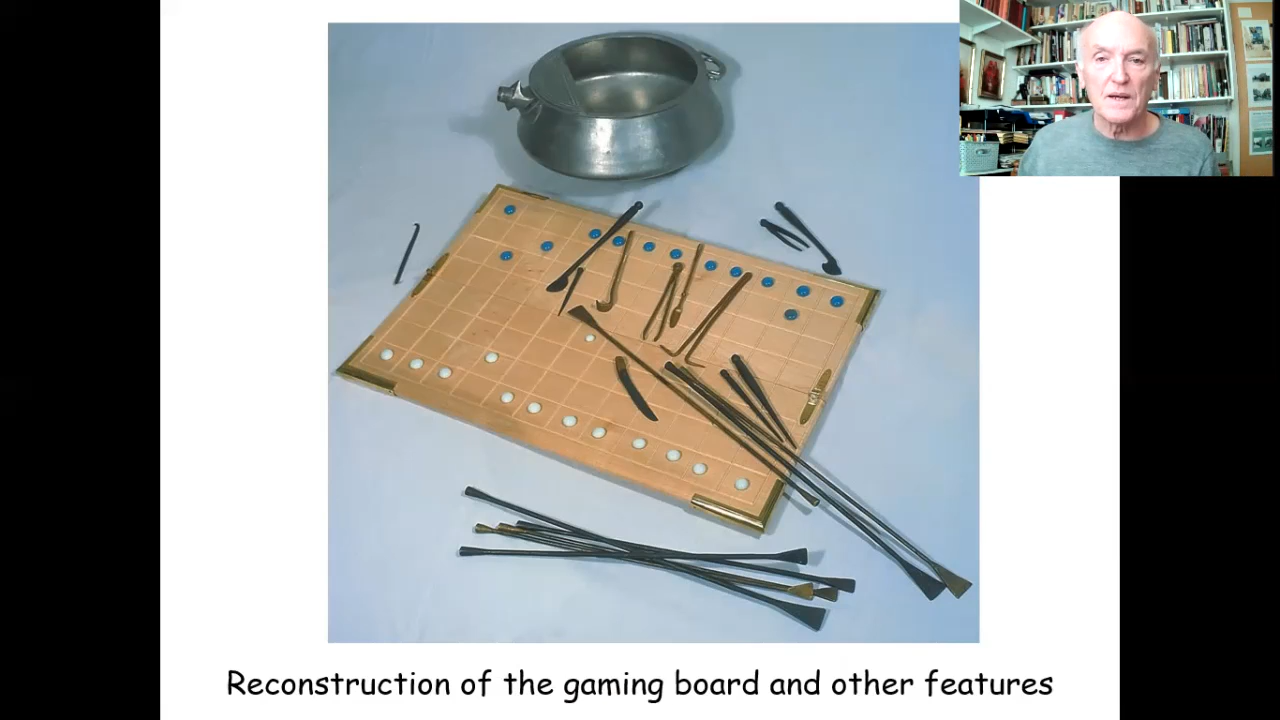 Reconstruction of the gaming board and other features